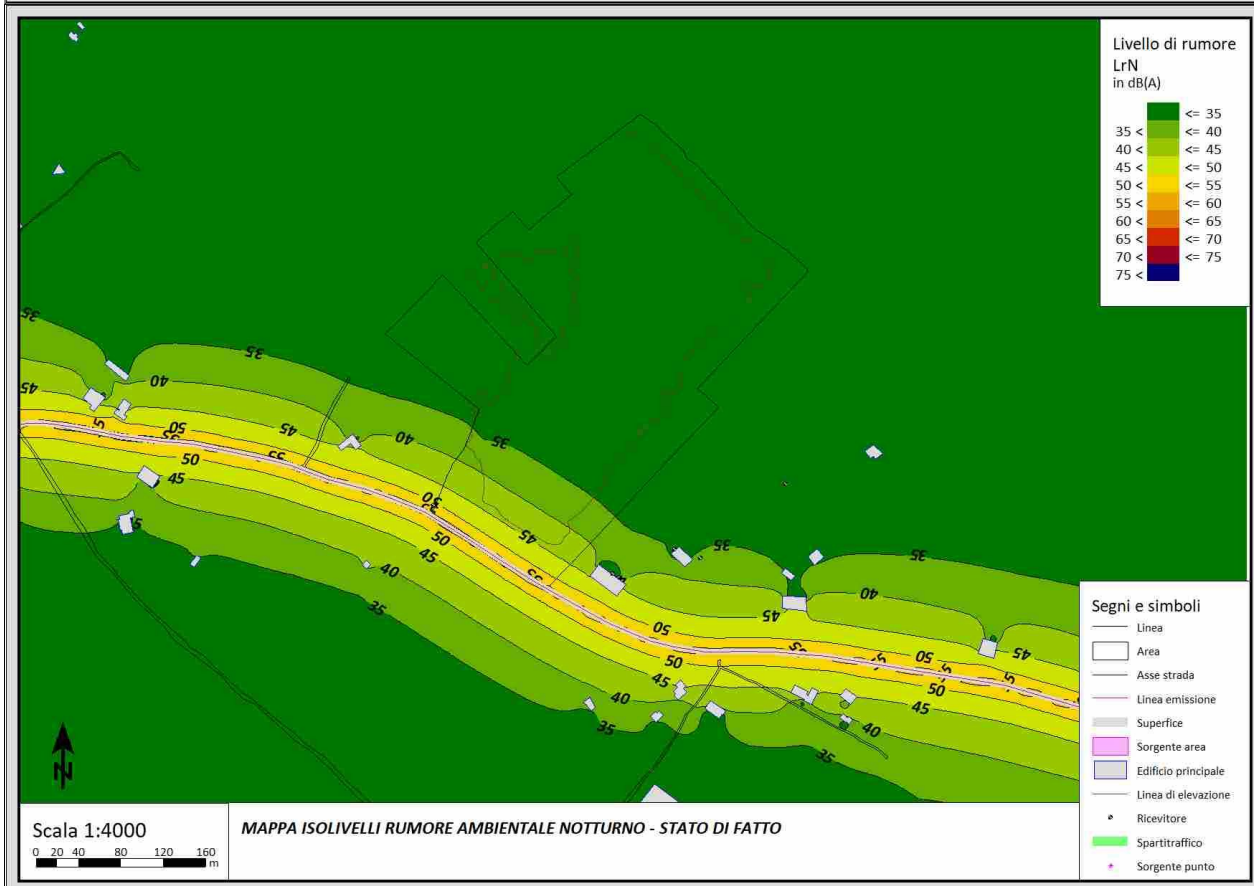 Livello di rumore
LrN
in dB(A)
<= 35
35 < <= 40
40 < <= 45
45 < <= 50
50 < <= 55
55 < <= 60
60 < <= 65
65 < <= 70
70 < <= 75
75 <
35
35
40
45
45
50
55
50
45
40
35
50
45
45
55
40
35
35
45
50
50
45
40
35
35
40
45
50
45
50
45
40
35
N
Segni e simboli
Linea
Area
Asse strada
Linea emissione
Superfice
Sorgente area
Edificio principale
Linea di elevazione
Ricevitore
Spartitraffico
Sorgente punto
Scala 1:4000
0 20 40 80 120 160
m
MAPPA ISOLIVELLI RUMORE AMBIENTALE NOTTURNO - STATO DI FATTO